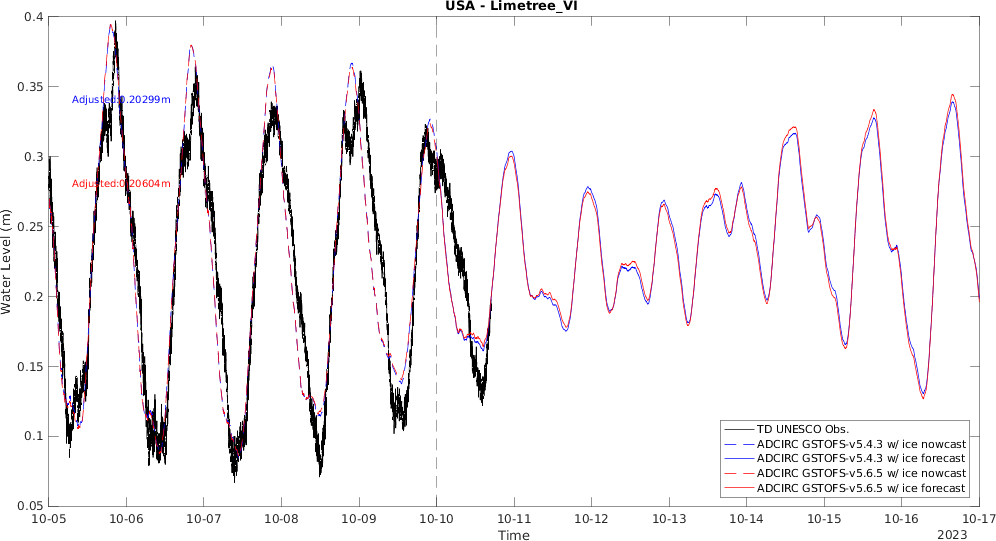 USA - Limetree_VI
0.4
0.35
0.3
0.25
0.2
0.15
0.1
0.05
Water Level (m)
Adjusted:0.20299m
Adjusted:0.20604m
TD UNESCO Obs.
ADCIRC GSTOFS-v5.4.3 w/ ice nowcast
ADCIRC GSTOFS-v5.4.3 w/ ice forecast
ADCIRC GSTOFS-v5.6.5 w/ ice nowcast
ADCIRC GSTOFS-v5.6.5 w/ ice forecast
10-05 10-06 10-07 10-08 10-09 10-10 10-11 10-12 10-13 10-14 10-15 10-16 10-17
Time
2023